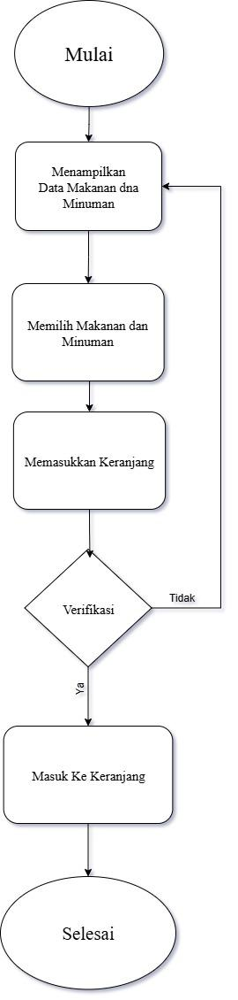 Mulai
Menampilkan
Data Makanan dna
Minuman
Memilih Makanan dan
Minuman
Memasukkan Keranjang
Verifikasi
Tidak
Ya
Masuk Ke Keranjang
Selesai